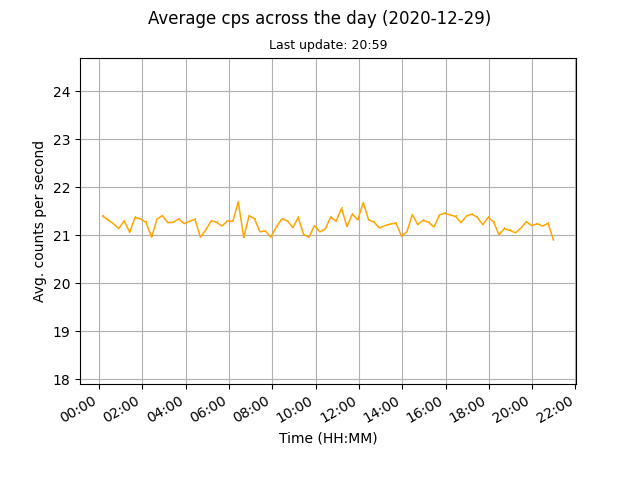 Average cps across the day (2020-12-29)
Last update: 20:59
24
23
22
21
20
19
18
Avg. counts per second
00:00 02:00 04:00 06:00 08:00 10:00 12:00 14:00 16:00 18:00 20:00 22:00
Time (HH:MM)